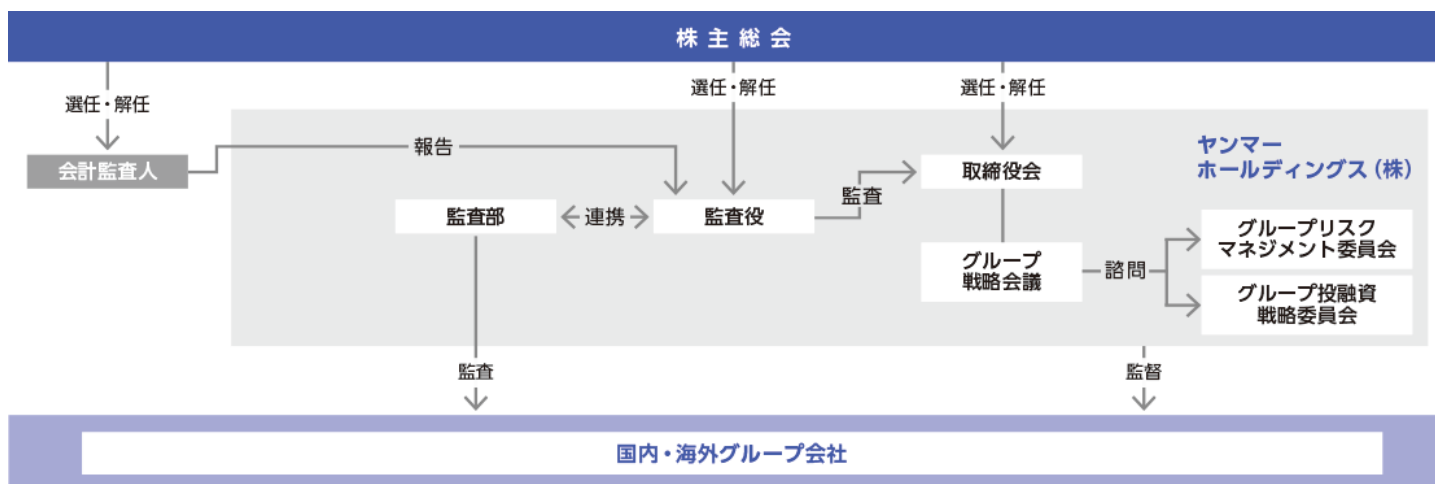 株主総会
選任・解任
選任・解任
選任・解任
会計監査人
報告
ヤンマー
ホールディングス（株）
取締役会
監査
監査部
連携
監査役
グループ
戦略会議
諮問
グループリスク
マネジメント委員会
グループ投融資
戦略委員会
監査
監督
国内・海外グループ会社